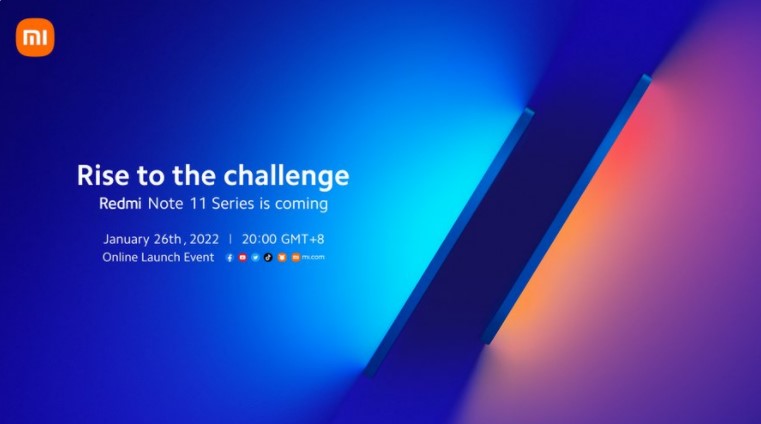 mi
Rise to the challenge
Redmi Note 11 Series is coming
January 26th, 2022 | 20:00 GMT+8
Online Launch Event mi mi.com